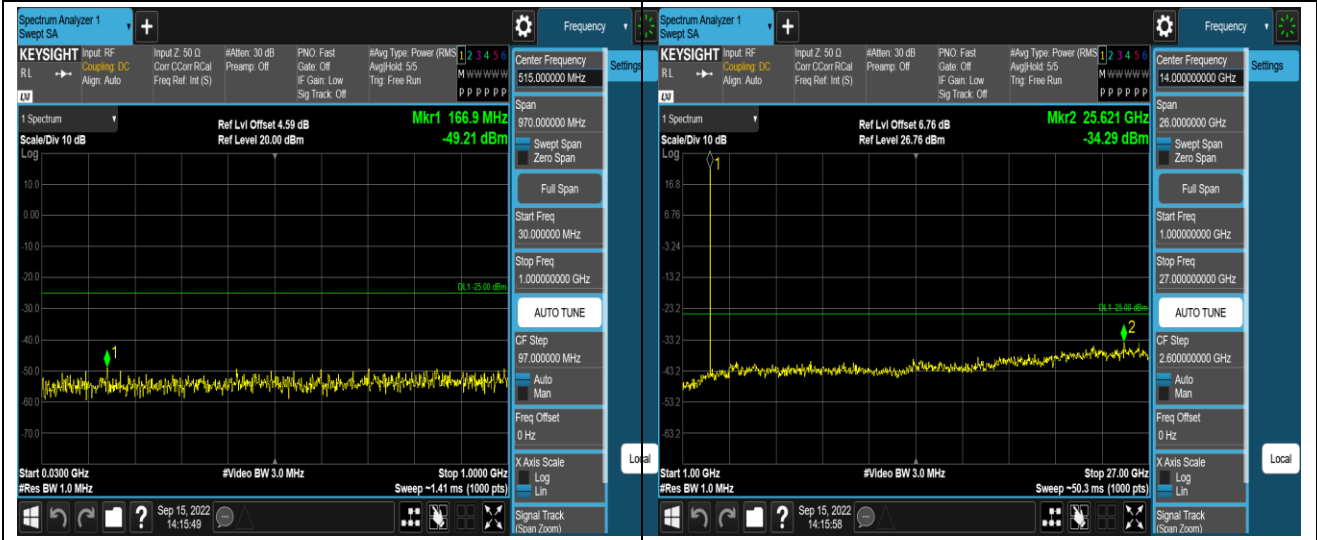 Spectrum Analyzer 1
Swept SA
+
Frequency
KEYSIGHT
Input: RF
Coupling: DC
Align: Auto
Input Z: 50 Ω
Corr CCorr RCal
Freq Ref: Int (S)
#Atten: 30 dB
Preamp: Off
PNO: Fast
Gate: Off
IF Gain: Low
Sig Track: Off
#Avg Type: Power (RMS
Avg|Hold: 5/5
Trig: Free Run
1 2 3 4 5 6
M W W W W W
P P P P P P
RL
LXI
Center Frequency
515.000000 MHz
Settings
1 Spectrum
Scale/Div 10 dB
Log
Ref Lvl Offset 4.59 dB
Ref Level 20.00 dBm
Mkr1 166.9 MHz
-49.21 dBm
10.0
0.00
-10.0
-20.0
-30.0
-40.0
-50.0
-60.0
-70.0
DL1 -25.00 dBm
1
Start 0.0300 GHz
#Res BW 1.0 MHz
#Video BW 3.0 MHz
Stop 1.0000 GHz
Sweep ~1.41 ms (1000 pts)
Span
970.000000 MHz
Swept Span
Zero Span
Full Span
Start Freq
30.000000 MHz
Stop Freq
1.000000000 GHz
AUTO TUNE
CF Step
97.000000 MHz
Auto
Man
Freq Offset
0 Hz
X Axis Scale
Log
Lin
Signal Track
(Span Zoom)
Local
?
Sep 15, 2022
14:15:49
Spectrum Analyzer 1
Swept SA
+
Frequency
KEYSIGHT
Input: RF
Coupling: DC
Align: Auto
Input Z: 50 Ω
Corr CCorr RCal
Freq Ref: Int (S)
#Atten: 30 dB
Preamp: Off
PNO: Fast
Gate: Off
IF Gain: Low
Sig Track: Off
#Avg Type: Power (RMS
Avg|Hold: 5/5
Trig: Free Run
1 2 3 4 5 6
M W W W W W
P P P P P P
RL
LXI
Center Frequency
14.000000000 GHz
Settings
1 Spectrum
Scale/Div 10 dB
Log
Ref Lvl Offset 6.76 dB
Ref Level 26.76 dBm
Mkr2 25.621 GHz
-34.29 dBm
16.8
6.76
-3.24
-13.2
-23.2
-33.2
-43.2
-53.2
-63.2
1
DL1 -25.00 dBm
2
Start 1.00 GHz
#Res BW 1.0 MHz
#Video BW 3.0 MHz
Stop 27.00 GHz
Sweep ~50.3 ms (1000 pts)
Span
26.0000000 GHz
Swept Span
Zero Span
Full Span
Start Freq
1.000000000 GHz
Stop Freq
27.000000000 GHz
AUTO TUNE
CF Step
2.600000000 GHz
Auto
Man
Freq Offset
0 Hz
X Axis Scale
Log
Lin
Signal Track
(Span Zoom)
Local
?
Sep 15, 2022
14:15:58